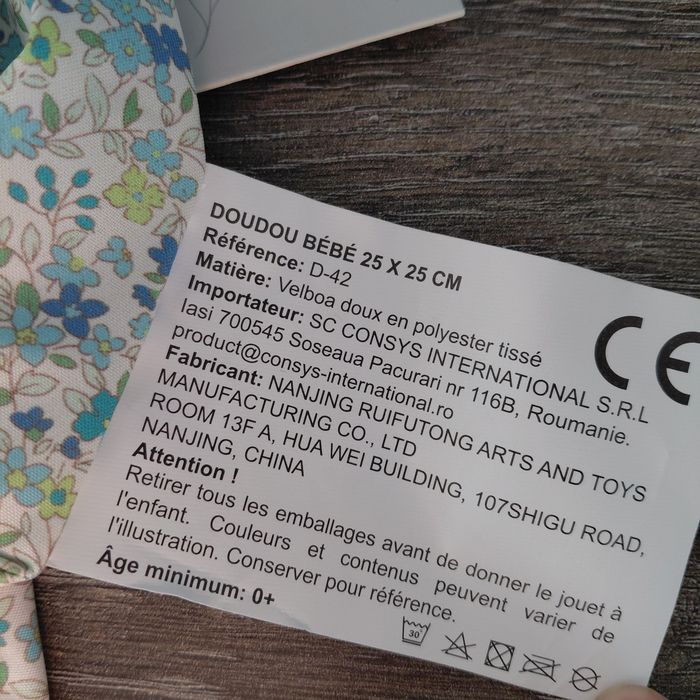 DOUDOU BÉBÉ 25 X 25 CM
Référence: D-42
Matière: Velboa doux en polyester tissé
Importateur: SC CONSYS INTERNATIONAL S.R.L
Iasi 700545 Soseaua Pacurari nr 116B, Roumanie.
product@consys-international.ro
Fabricant: NANJING RUIFUTONG ARTS AND TOYS
MANUFACTURING CO., LTD
ROOM 13F A, HUA WEI BUILDING, 107SHIGU ROAD,
NANJING, CHINA
Attention !
Retirer tous les emballages avant de donner le jouet à
l'enfant. Couleurs et contenus peuvent varier de
l'illustration. Conserver pour référence.
Âge minimum: 0+
CE
30°